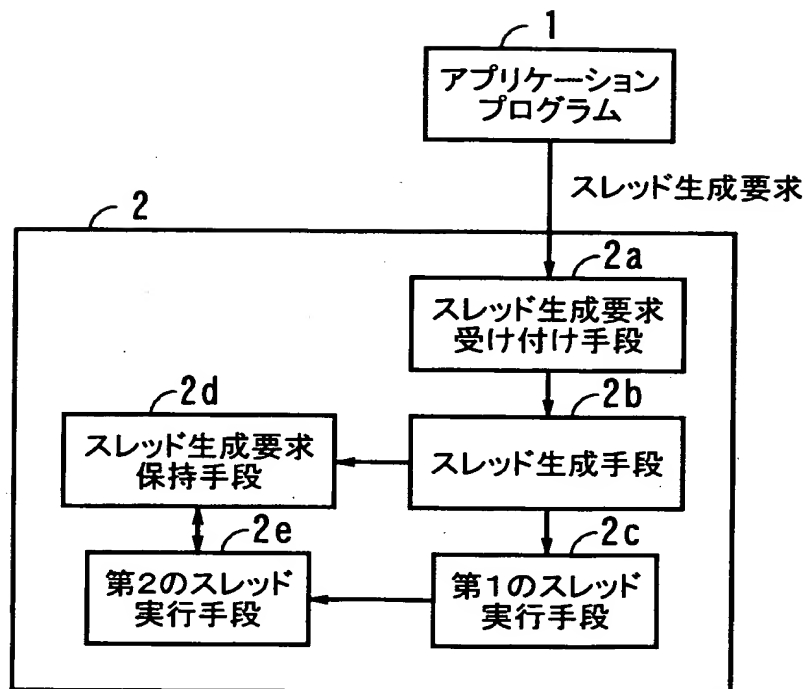 1
アプリケーション
プログラム
スレッド生成要求
2
2a
スレッド生成要求
受け付け手段
2d
スレッド生成要求
保持手段
2b
スレッド生成手段
2e
第2のスレッド
実行手段
2c
第1のスレッド
実行手段